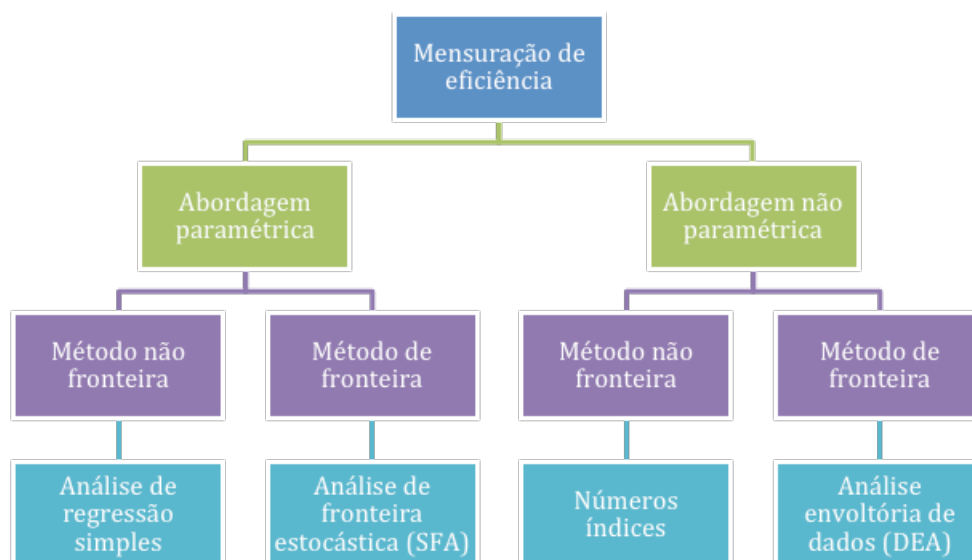 Mensuração de
eficiência
Abordagem
paramétrica
Abordagem não
paramétrica
Método não
fronteira
Método de
fronteira
Método não
fronteira
Método de
fronteira
Análise de
regressão
simples
Análise de
fronteira
estocástica (SFA)
Números
índices
Análise
envoltória de
dados (DEA)